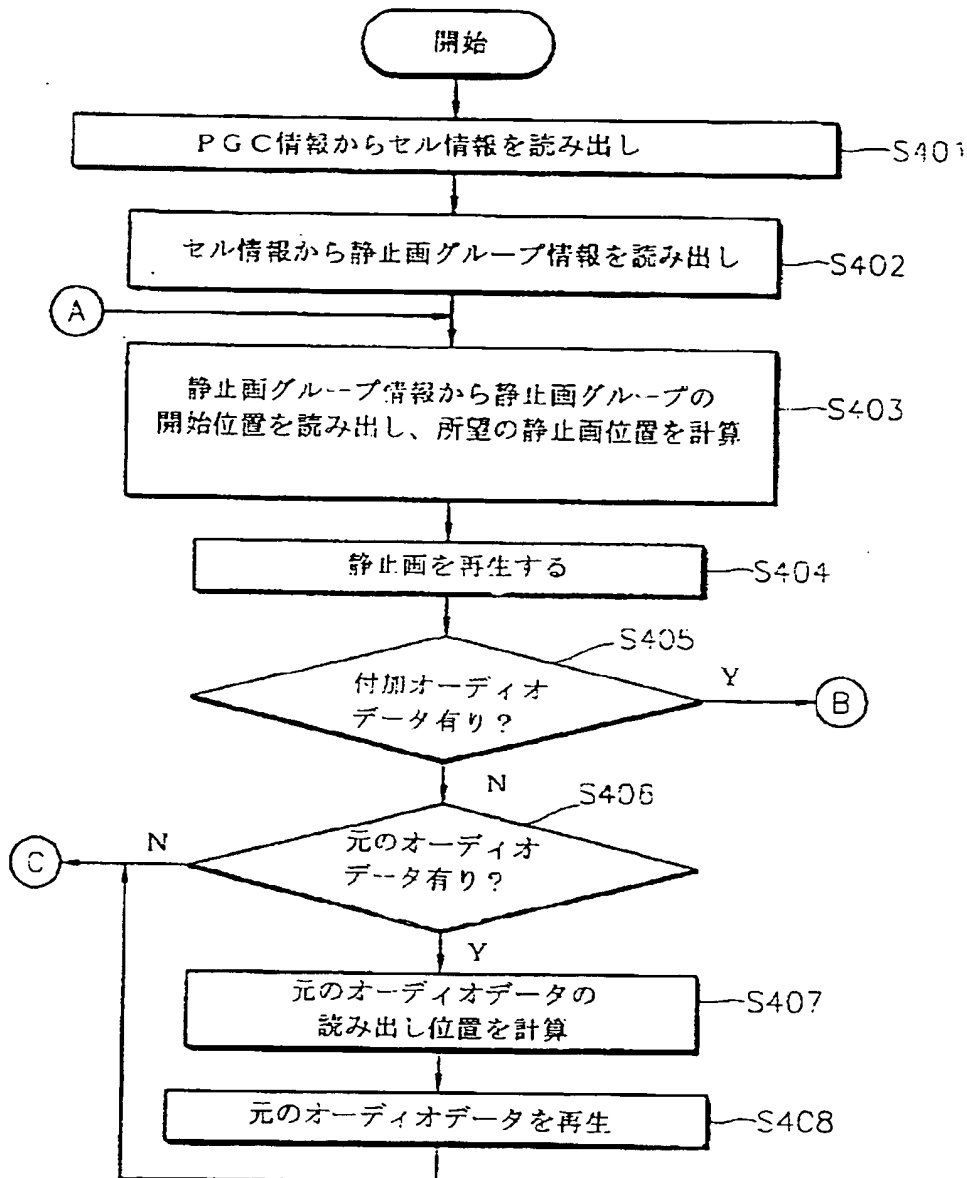 開始
PGC情報からセル情報を読み出し
S401
セル情報から静止画グループ情報を読み出し
S402
A
静止画グループ情報から静止画グループの
開始位置を読み出し、所望の静止画位置を計算
S403
静止画を再生する
S404
S405
付加オーディオ
データ有り?
Y
B
N
S406
元のオーディオ
データ有り?
N
C
Y
元のオーディオデータの
読み出し位置を計算
S407
元のオーディオデータを再生
S408